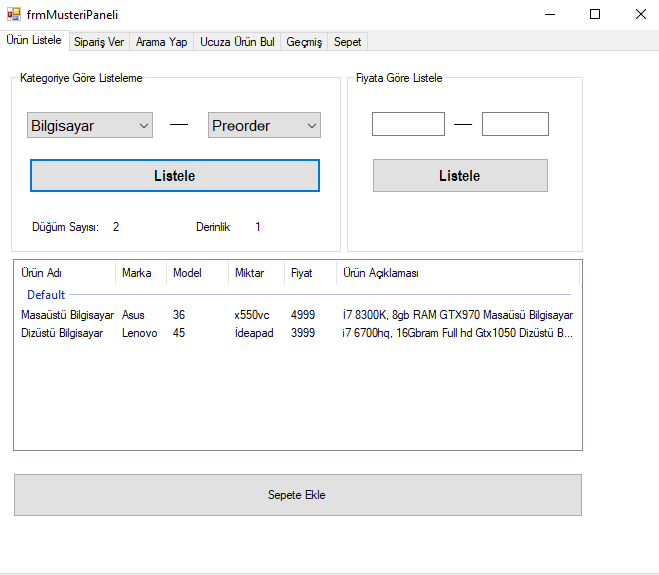 frmMusteriPaneli
Ürün Listele Sipariş Ver Arama Yap Ucuza Ürün Bul Geçmiş Sepet
Kategoriye Göre Listeleme Fiyata Göre Listele
Bilgisayar — Preorder —
Listele Listele
Düğüm Sayısı: 2 Derinlik 1
Ürün Adı Marka Model Miktar Fiyat Ürün Açıklaması
Default
Masaüstü Bilgisayar Asus 36 x550vc 4999 İ7 8300K, 8gb RAM GTX970 Masaüsü Bilgisayar
Dizüstü Bilgisayar Lenovo 45 İdeapad 3999 i7 6700hq, 16Gbram Full hd Gtx1050 Dizüstü B...
Sepete Ekle